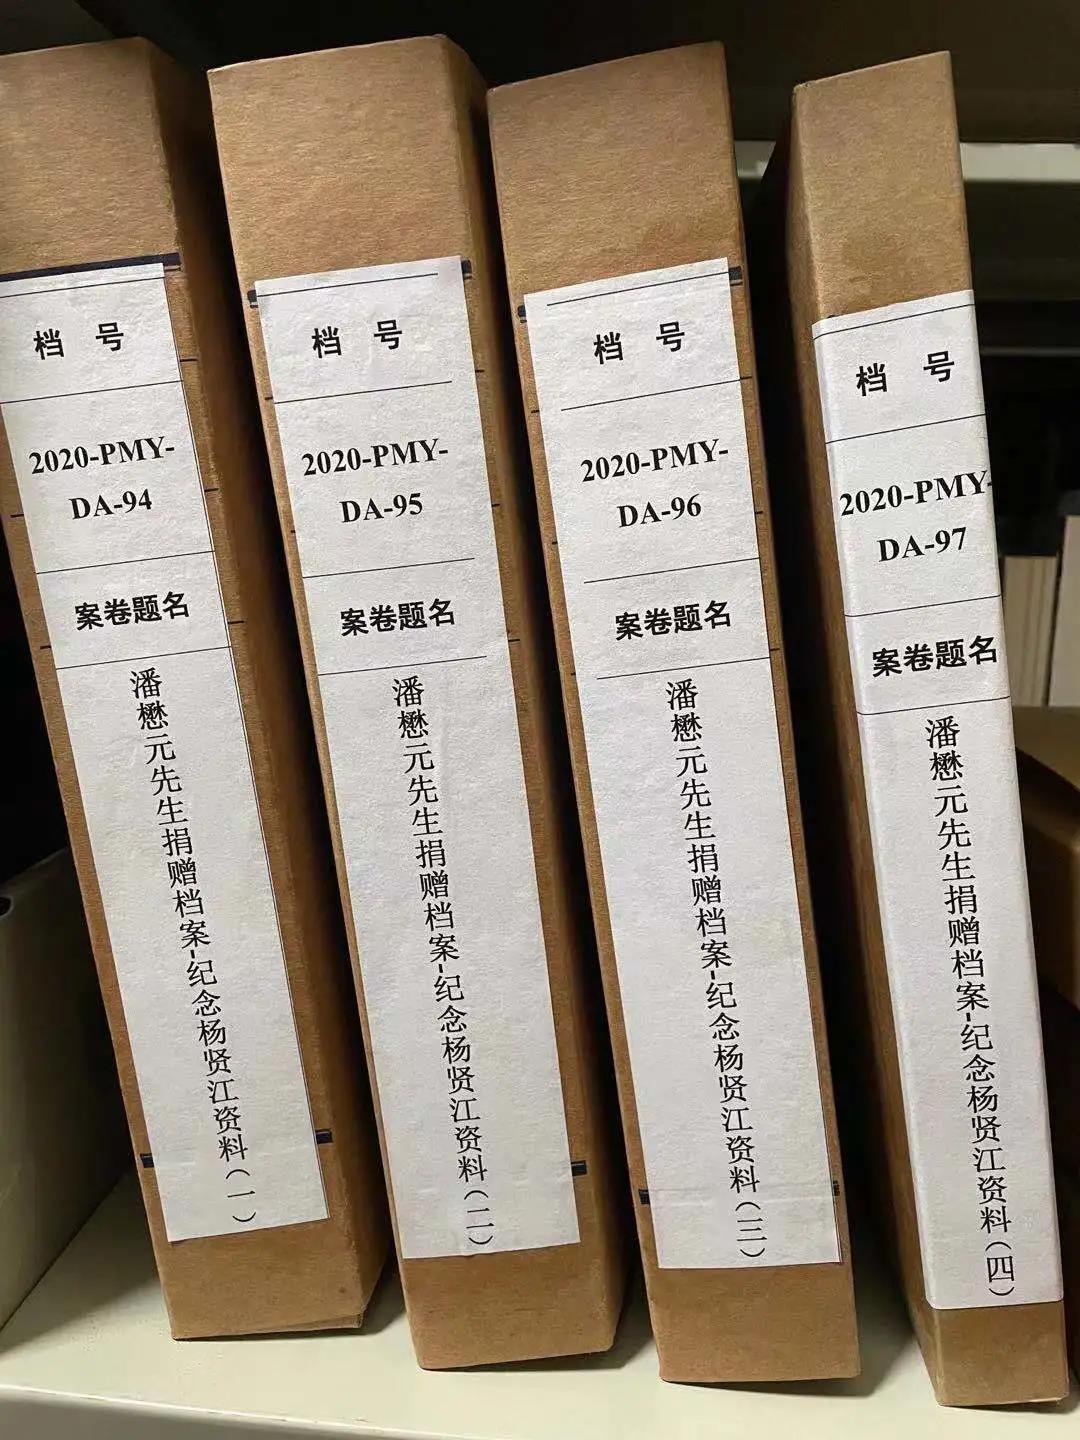 档 号
2020-PMY-
DA-94
案卷题名
潘懋元先生捐赠档案-纪念杨贤江资料(一)
档 号
2020-PMY-
DA-95
案卷题名
潘懋元先生捐赠档案-纪念杨贤江资料(二)
档 号
2020-PMY-
DA-96
案卷题名
潘懋元先生捐赠档案-纪念杨贤江资料(三)
档 号
2020-PMY-
DA-97
案卷题名
潘懋元先生捐赠档案-纪念杨贤江资料(四)